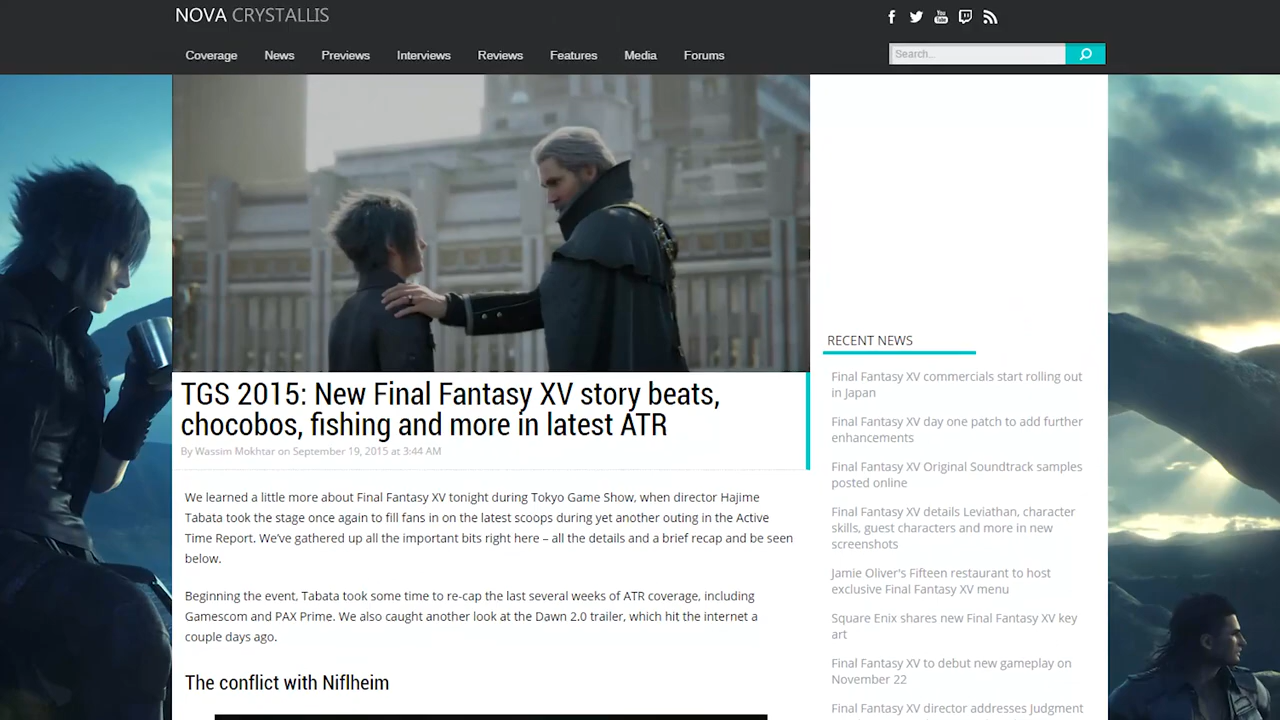 NOVA CRYSTALLIS
Coverage News Previews Interviews Reviews Features Media Forums
Search...
TGS 2015: New Final Fantasy XV story beats,
chocobos, fishing and more in latest ATR
By Wassim Mokhtar on September 19, 2015 at 3:44 AM
We learned a little more about Final Fantasy XV tonight during Tokyo Game Show, when director Hajime
Tabata took the stage once again to fill fans in on the latest scoops during yet another outing in the Active
Time Report. We've gathered up all the important bits right here – all the details and a brief recap and be seen
below.
Beginning the event, Tabata took some time to re-cap the last several weeks of ATR coverage, including
Gamescom and PAX Prime. We also caught another look at the Dawn 2.0 trailer, which hit the internet a
couple days ago.
The conflict with Niflheim
RECENT NEWS
Final Fantasy XV commercials start rolling out
in Japan
Final Fantasy XV day one patch to add further
enhancements
Final Fantasy XV Original Soundtrack samples
posted online
Final Fantasy XV details Leviathan, character
skills, guest characters and more in new
screenshots
Jamie Oliver's Fifteen restaurant to host
exclusive Final Fantasy XV menu
Square Enix shares new Final Fantasy XV key
art
Final Fantasy XV to debut new gameplay on
November 22
Final Fantasy XV director addresses Judgment